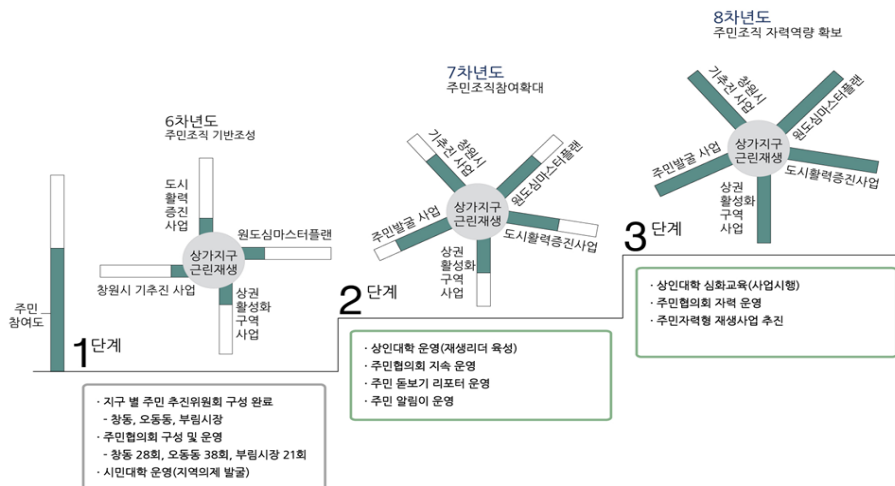 8차년도
주민조직 자력역량 확보
창원시
기추진 사업
원도심마스터플랜
주민발굴 사업
상가지구
근린재생
도시활력증진사업
상권
활성화
구역
사업
3 단계
· 상인대학 심화교육(사업시행)
· 주민협의회 자력 운영
· 주민자력형 재생사업 추진
7차년도
주민조직참여확대
창원시
기추진 사업
원도심마스터플랜
주민발굴 사업
상가지구
근린재생
도시활력증진사업
상권
활성화
구역
사업
2 단계
· 상인대학 운영(재생리더 육성)
· 주민협의회 지속 운영
· 주민 돋보기 리포터 운영
· 주민 알림이 운영
6차년도
주민조직 기반조성
도시
활력
증진
사업
원도심마스터플랜
상가지구
근린재생
창원시 기추진 사업
상권
활성화
구역
사업
주민
참여도
1 단계
· 지구 별 주민 추진위원회 구성 완료
- 창동, 오동동, 부림시장
· 주민협의회 구성 및 운영
- 창동 28회, 오동동 38회, 부림시장 21회
· 시민대학 운영(지역의제 발굴)